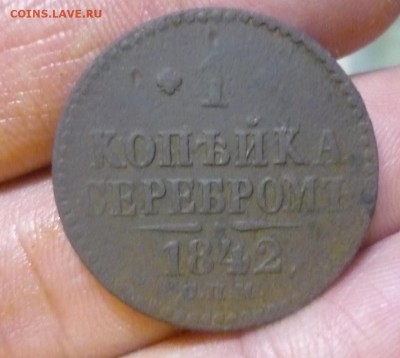 COINS.LAVE.RU
1
КОПѢЙКА
СЕРЕБРОМЪ
1842
С.П.М.